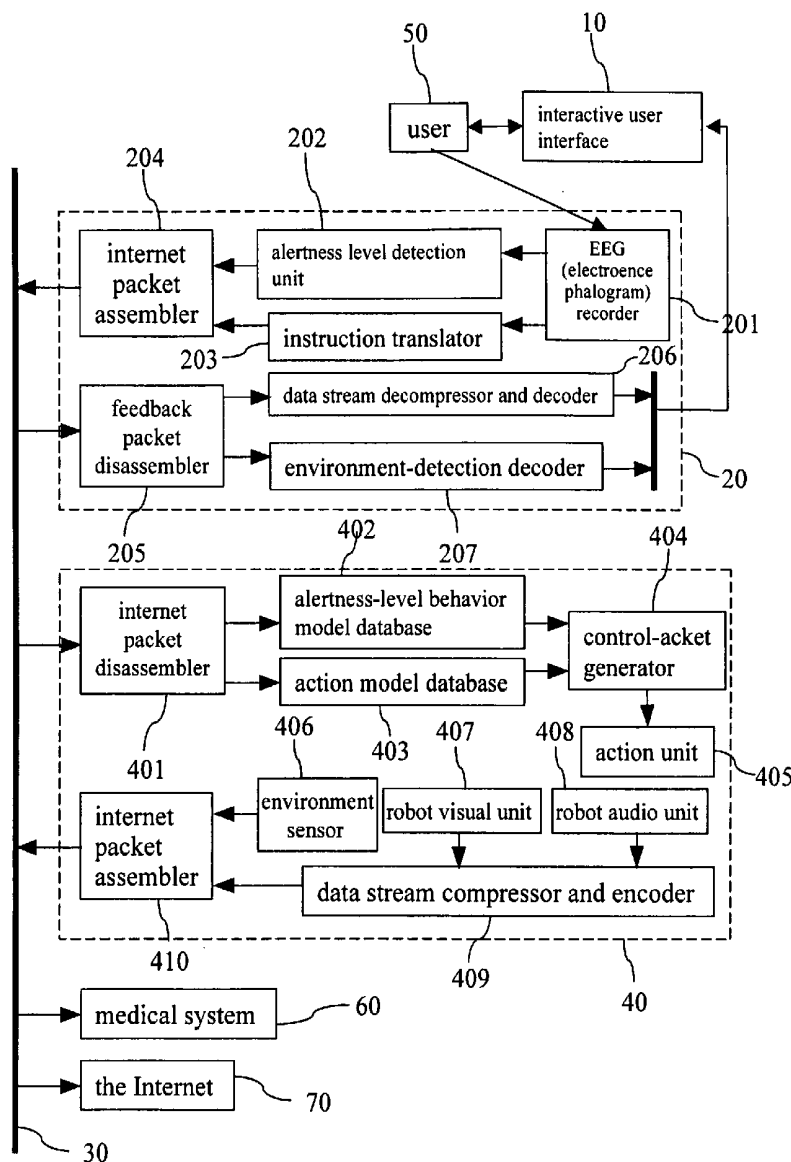 50
10
user
interactive user
interface
204
202
internet
packet
assembler
alertness level detection
unit
EEG
(electroence
phalogram)
recorder
201
203
instruction translator
206
feedback
packet
disassembler
data stream decompressor and decoder
environment-detection decoder
20
205
207
402
404
internet
packet
disassembler
alertness-level behavior
model database
control-acket
generator
action model database
401
403
406
407
408
action unit
405
internet
packet
assembler
environment
sensor
robot visual unit
robot audio unit
data stream compressor and encoder
410
409
40
medical system
60
the Internet
70
30